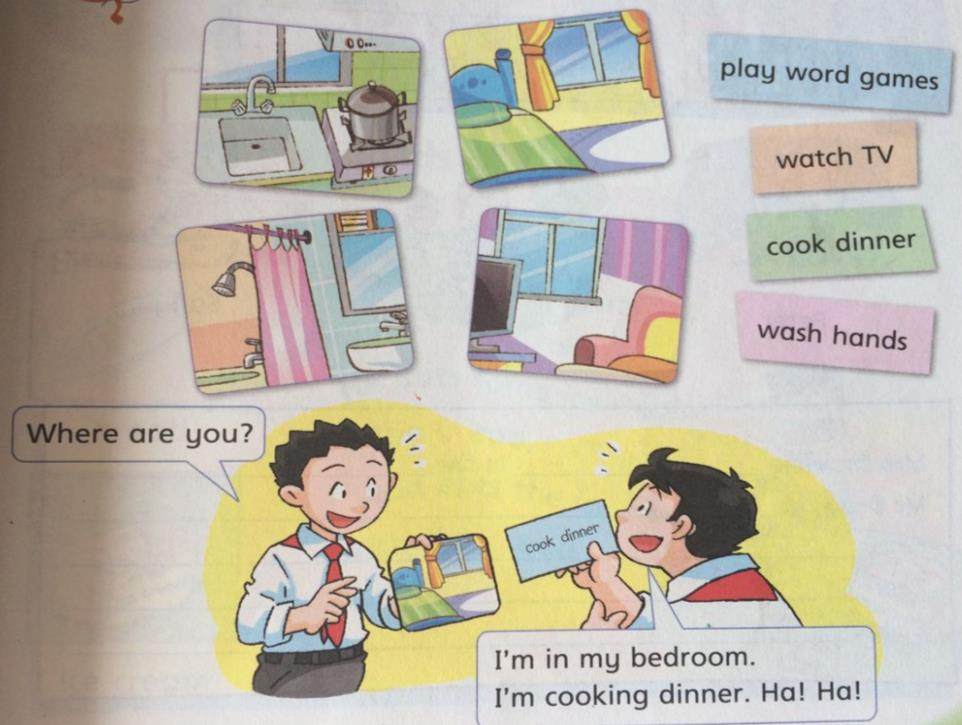 play word games
watch TV
cook dinner
wash hands
Where are you?
cook dinner
I'm in my bedroom.
I'm cooking dinner. Ha! Ha!